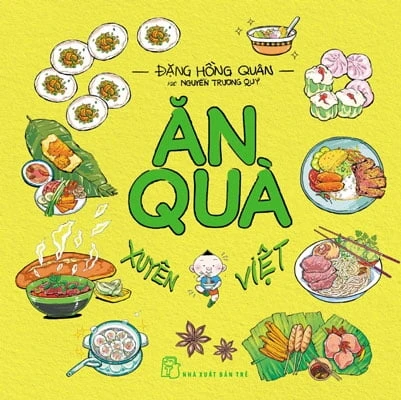 ĐẶNG HỒNG QUÂN
NGUYỄN TRƯƠNG QUÝ
ĂN
QUÀ
XUYÊN VIỆT
NHÀ XUẤT BẢN TRẺ